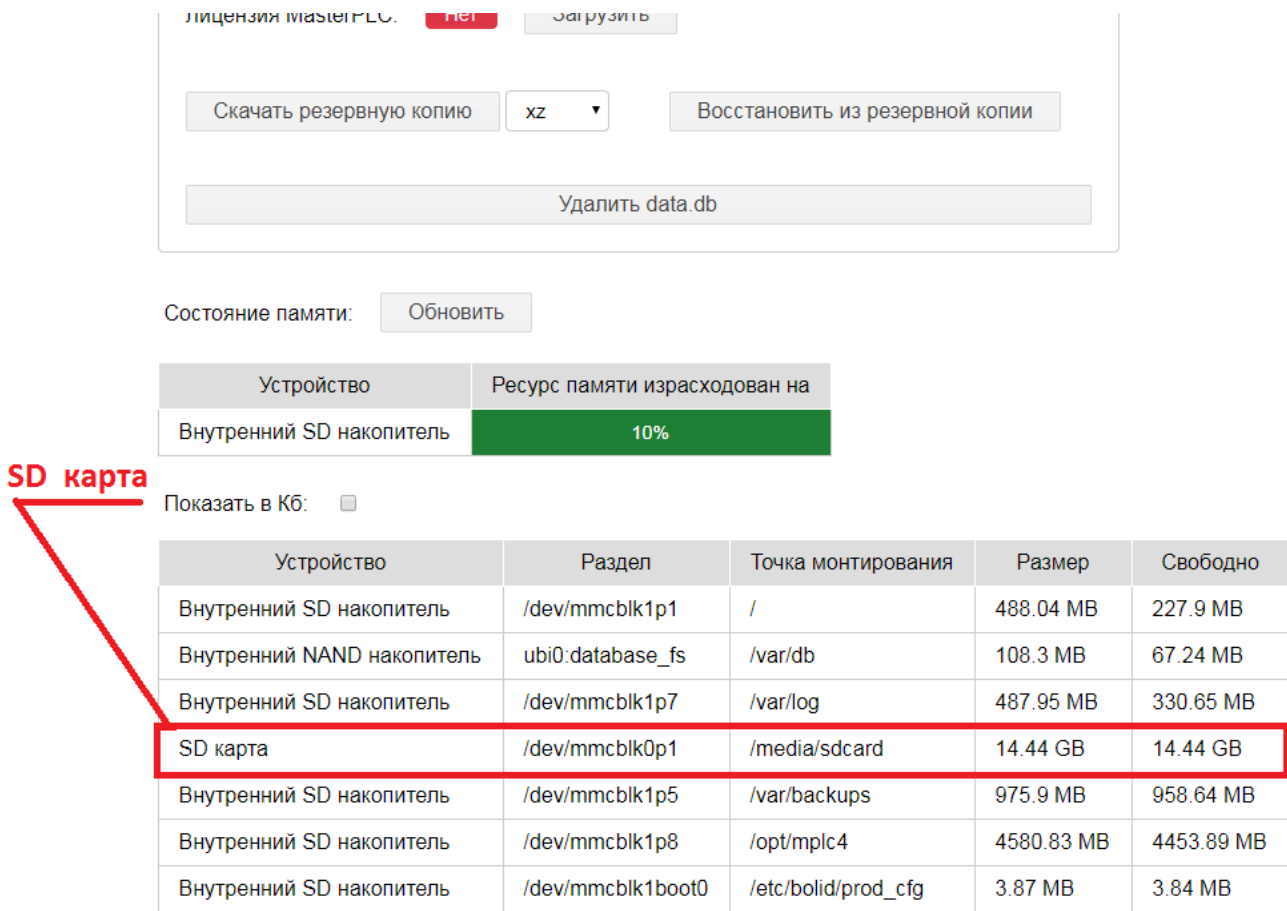 Лицензия MasterPLC: Нет Загрузить
Скачать резервную копию xz Восстановить из резервной копии
Удалить data.db
Состояние памяти: Обновить
Устройство Ресурс памяти израсходован на
Внутренний SD накопитель 10%
SD карта
Показать в Кб:
Устройство Раздел Точка монтирования Размер Свободно
Внутренний SD накопитель /dev/mmcblk1p1 / 488.04 MB 227.9 MB
Внутренний NAND накопитель ubi0:database_fs /var/db 108.3 MB 67.24 MB
Внутренний SD накопитель /dev/mmcblk1p7 /var/log 487.95 MB 330.65 MB
SD карта /dev/mmcblk0p1 /media/sdcard 14.44 GB 14.44 GB
Внутренний SD накопитель /dev/mmcblk1p5 /var/backups 975.9 MB 958.64 MB
Внутренний SD накопитель /dev/mmcblk1p8 /opt/mplc4 4580.83 MB 4453.89 MB
Внутренний SD накопитель /dev/mmcblk1boot0 /etc/bolid/prod_cfg 3.87 MB 3.84 MB